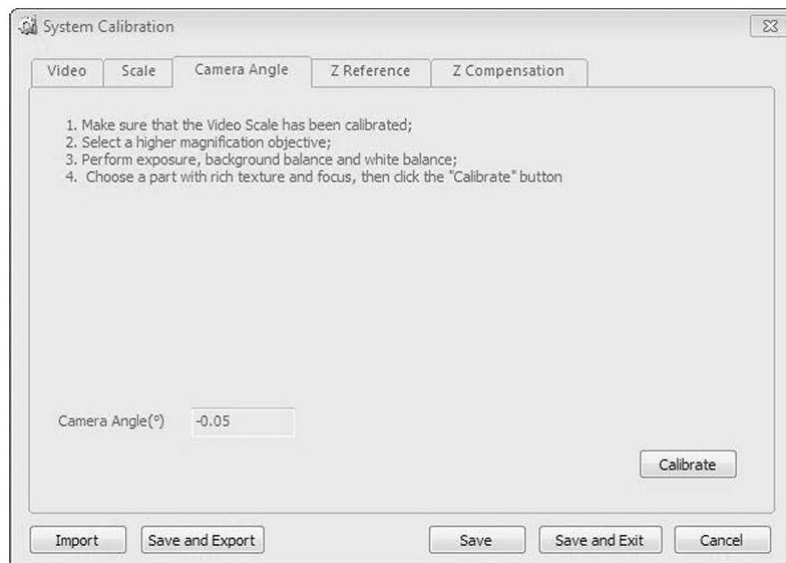 System Calibration
Video Scale Camera Angle Z Reference Z Compensation
1. Make sure that the Video Scale has been calibrated;
2. Select a higher magnification objective;
3. Perform exposure, background balance and white balance;
4. Choose a part with rich texture and focus, then click the "Calibrate" button
Camera Angle(°) -0.05
Calibrate
Import Save and Export Save Save and Exit Cancel